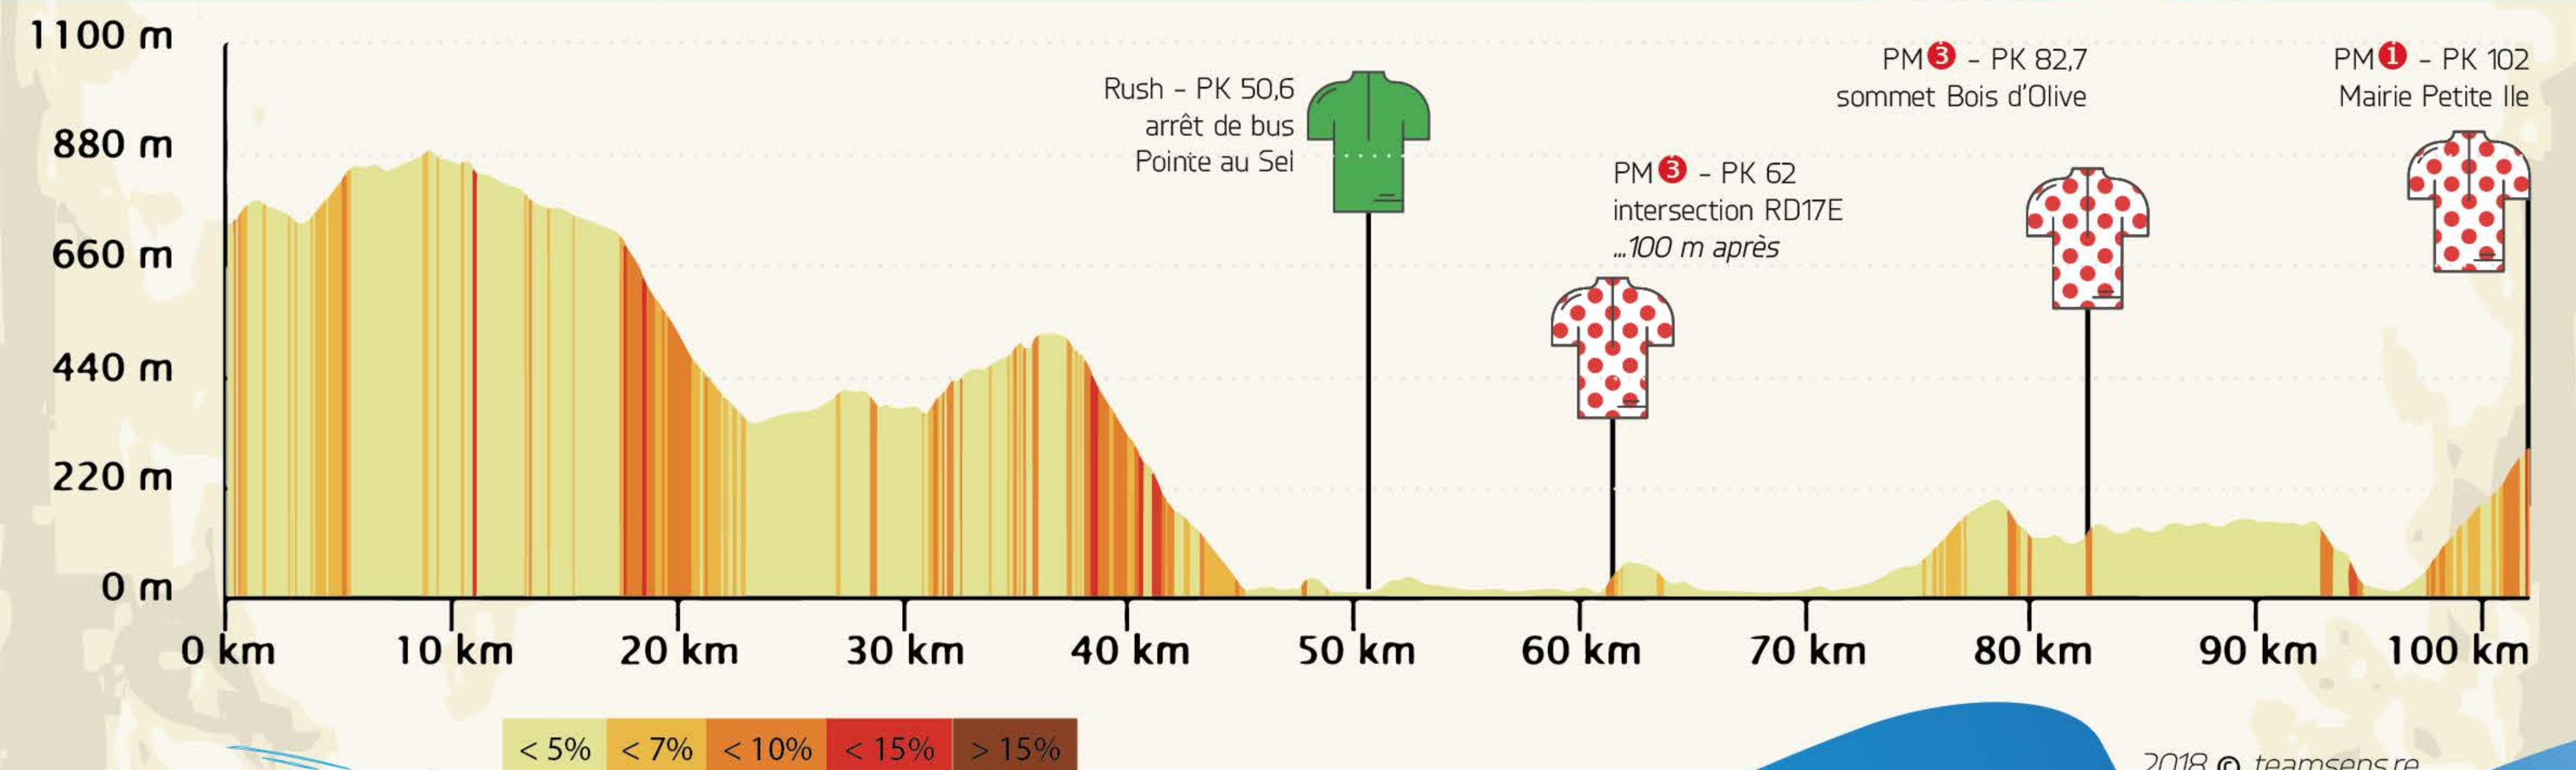 1100 m
880 m
660 m
440 m
220 m
0 m
Rush - PK 50,6
arrêt de bus
Pointe au Sel
PM 3 - PK 62
intersection RD17E
...100 m après
PM 3 - PK 82,7
sommet Bois d'Olive
PM 1 - PK 102
Mairie Petite Ile
0 km 10 km 20 km 30 km 40 km 50 km 60 km 70 km 80 km 90 km 100 km
< 5% < 7% < 10% < 15% > 15%
2018 © teamsens.re